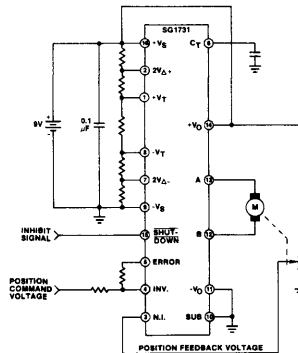 SG1731
16 +VS
CT 9
2 2VΔ+
1 +VT
+VO 14
9V
0.1
µF
8 -VT
7 2VΔ-
A 13
M
-VS
B 12
INHIBIT
SIGNAL
15 SHUT-
DOWN
5 ERROR
POSITION
COMMAND
VOLTAGE
4 INV.
-VO 11
3 N.I.
SUB 10
POSITION FEEDBACK VOLTAGE